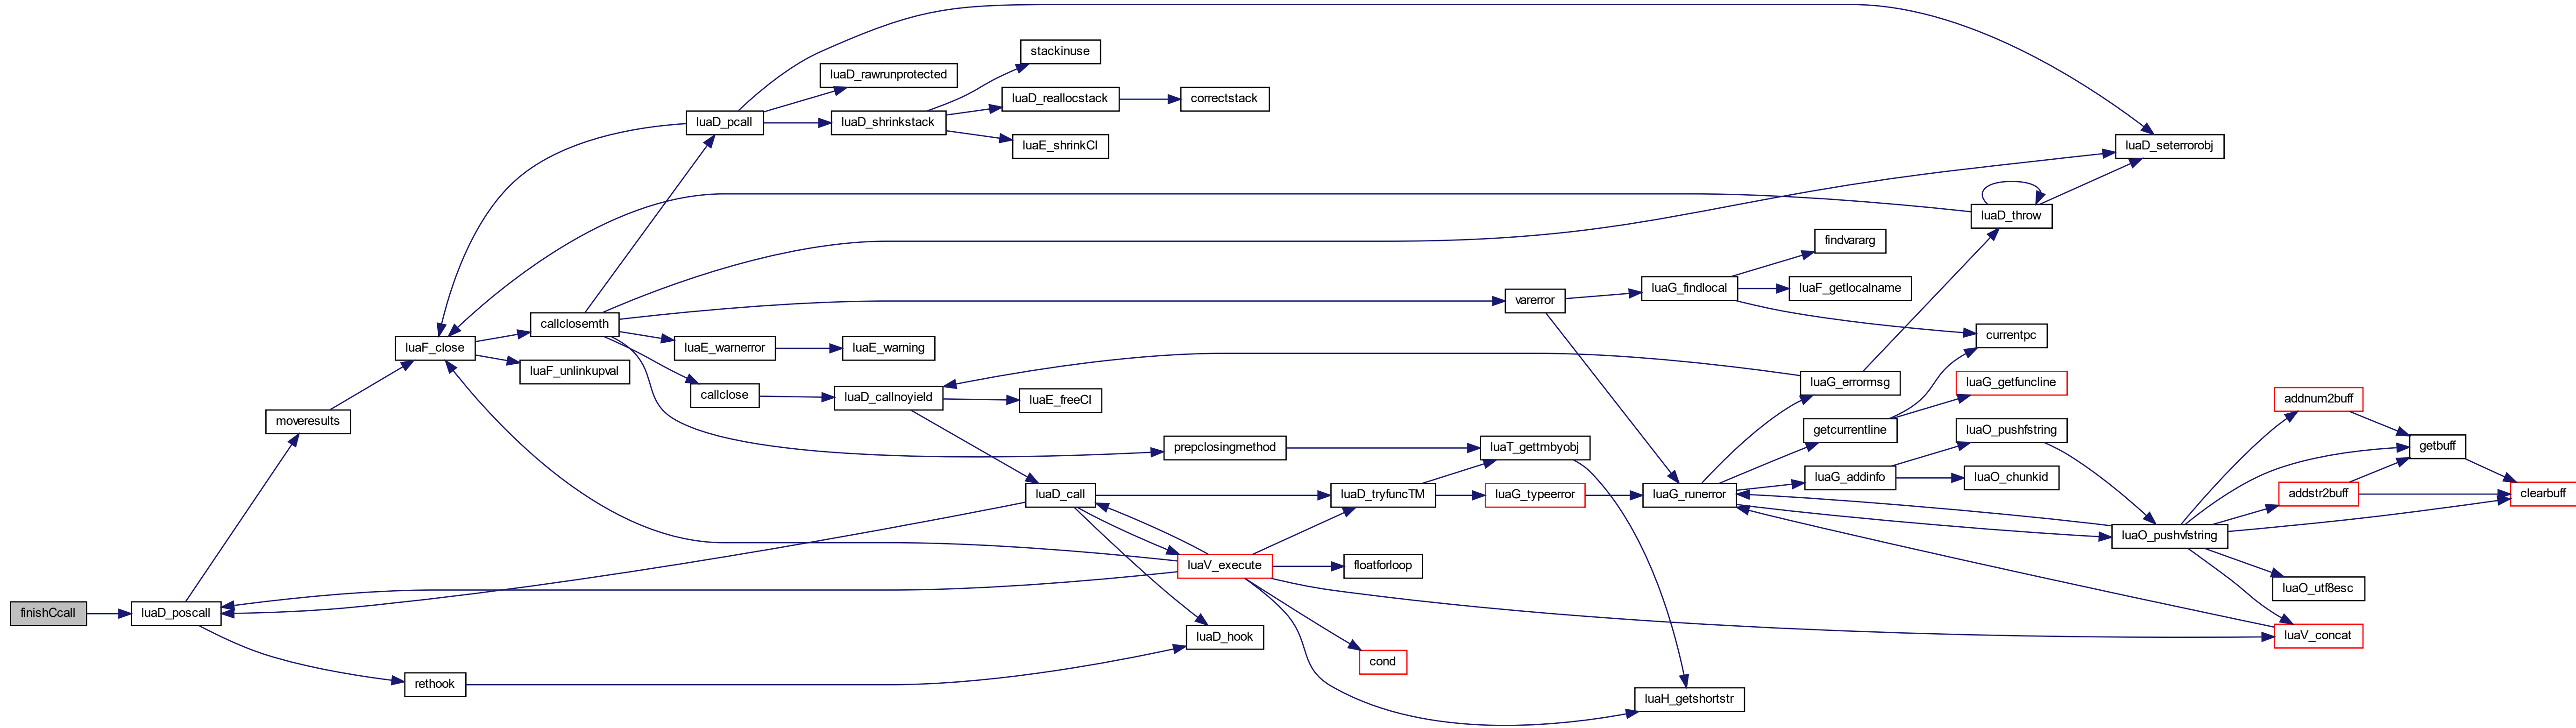 stackinuse
luaD_rawrunprotected
luaD_reallocstack
correctstack
luaD_pcall
luaD_shrinkstack
luaE_shrinkCI
luaD_seterrorobj
luaD_throw
findvararg
luaG_findlocal
luaF_getlocalname
varerror
callclosemth
currentpc
luaF_close
luaE_warnerror
luaE_warning
luaF_unlinkupval
luaG_errormsg
luaG_getfuncline
callclose
luaD_callnoyield
luaE_freeCI
addnum2buff
moveresults
getcurrentline
luaO_pushfstring
prepclosingmethod
luaT_gettmbyobj
getbuff
luaG_addinfo
luaO_chunkid
luaD_call
luaD_tryfuncTM
luaG_typeerror
luaG_runerror
addstr2buff
clearbuff
luaO_pushvfstring
luaV_execute
floatforloop
luaO_utf8esc
finishCcall
luaD_poscall
luaD_hook
luaV_concat
cond
rethook
luaH_getshortstr